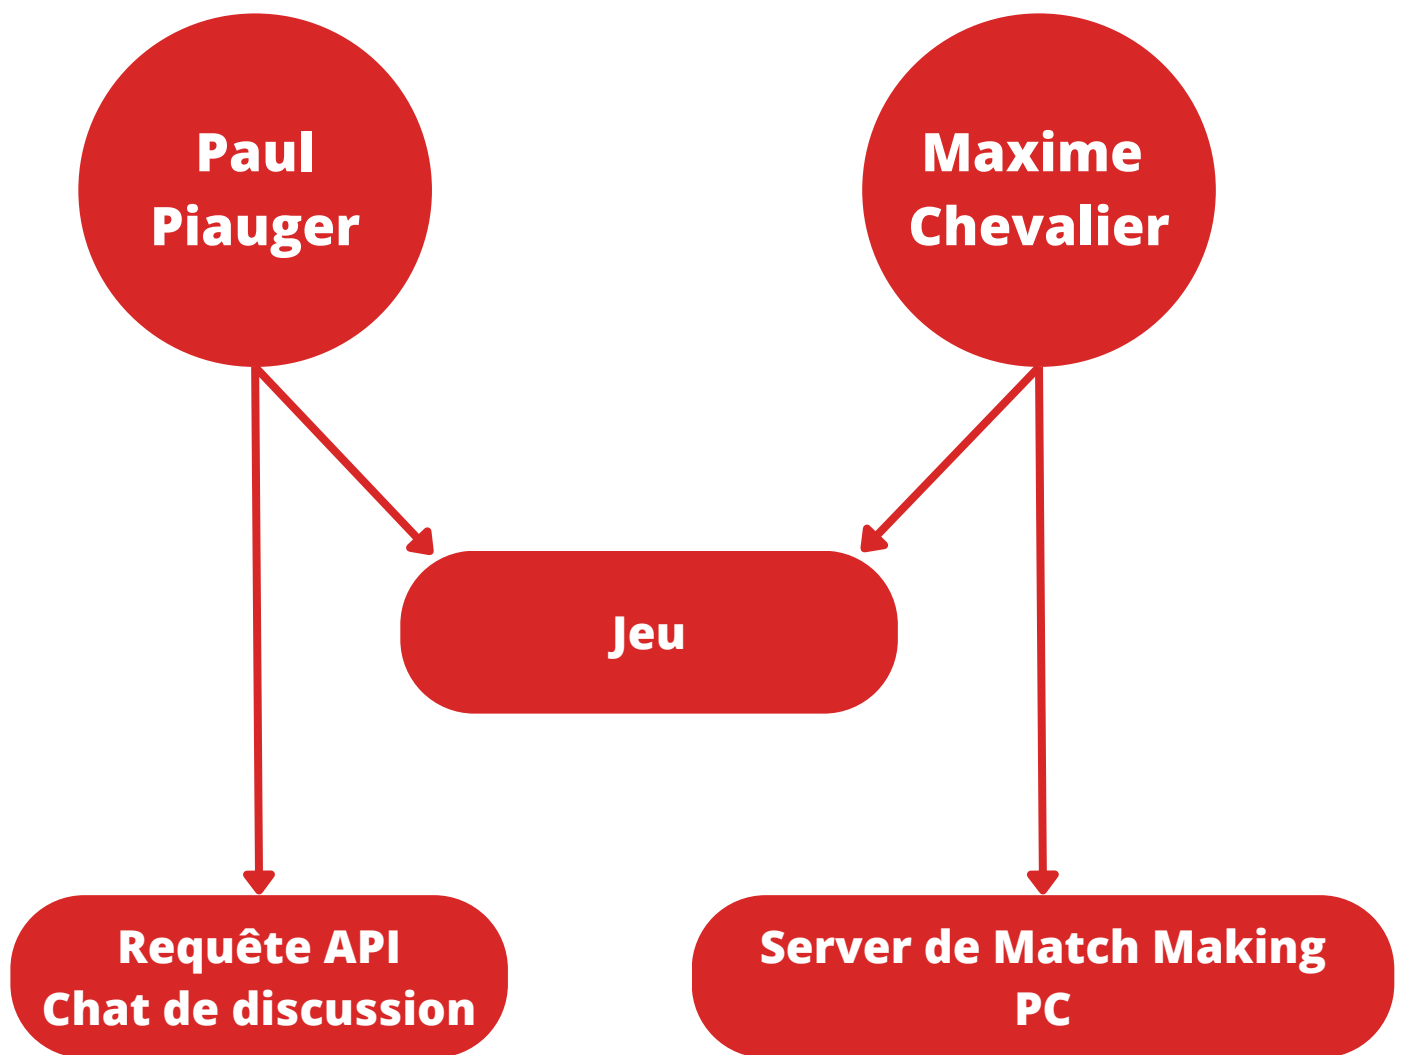 Paul
Piauger
Maxime
Chevalier
Jeu
Requête API
Chat de discussion
Server de Match Making
PC